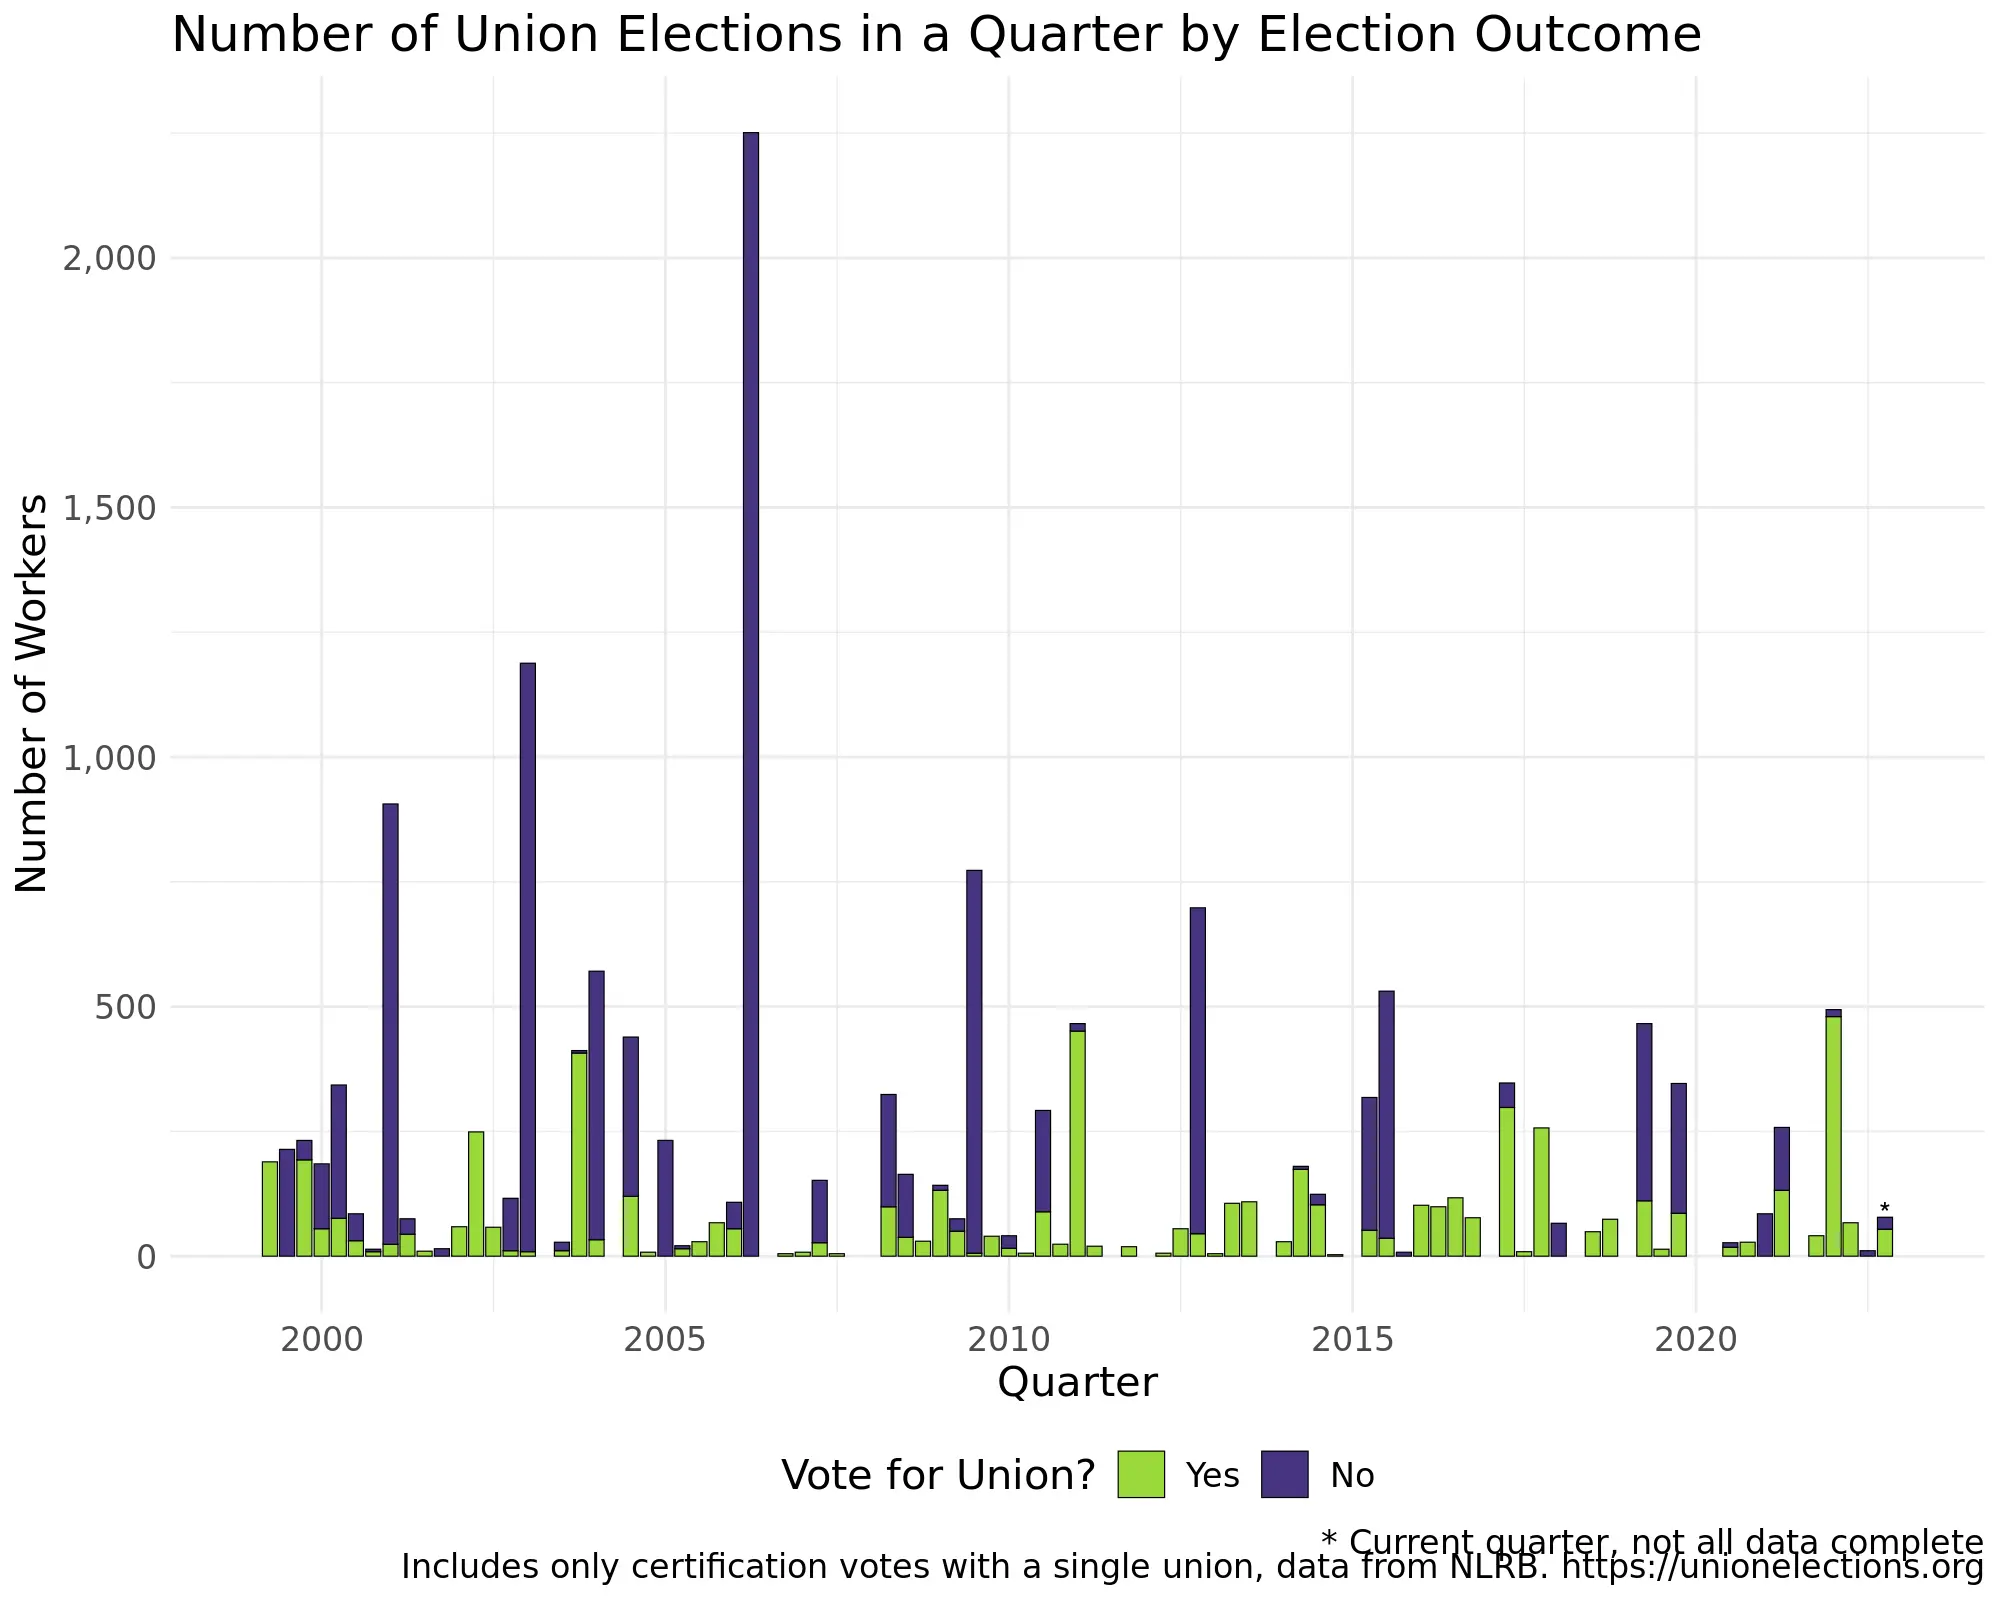 Number of Union Elections in a Quarter by Election Outcome
Number of Workers
2,000
1,500
1,000
500
0
*
2000 2005 2010 2015 2020
Quarter
Vote for Union? Yes No
* Current quarter, not all data complete
Includes only certification votes with a single union, data from NLRB. https://unionelections.org